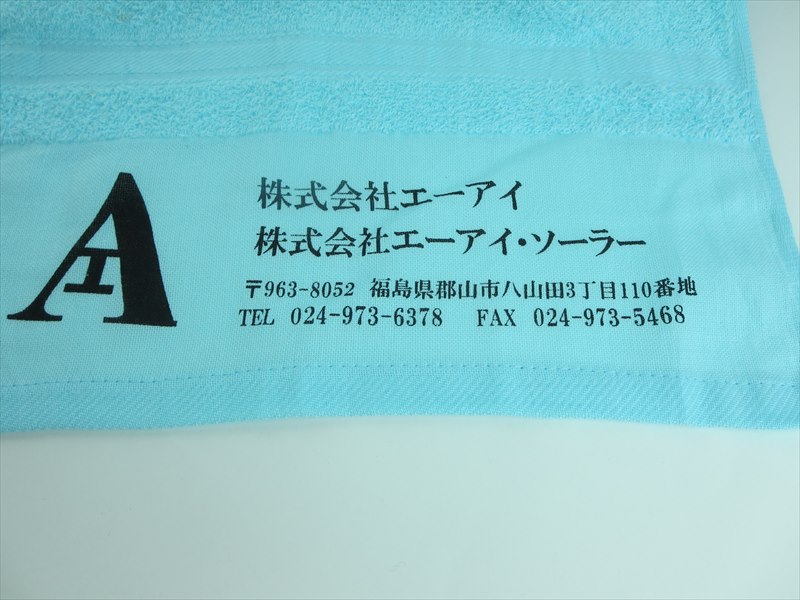 AI
株式会社エーアイ
株式会社エーアイ・ソーラー
〒963-8052 福島県郡山市八山田3丁目110番地
TEL 024-973-6378 FAX 024-973-5468